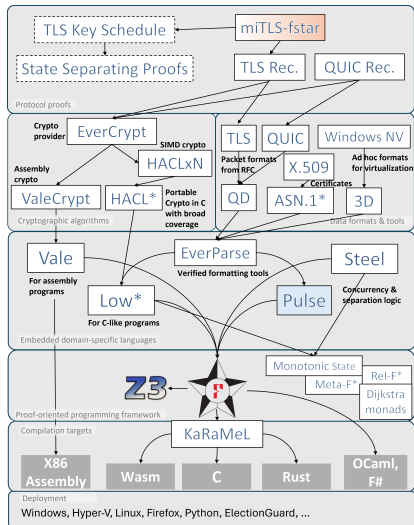 TLS Key Schedule
miTLS-fstar
State Separating Proofs
TLS Rec.
QUIC Rec.
Protocol proofs
Crypto
provider
EverCrypt
SIMD crypto
HACLxN
Assembly
crypto
ValeCrypt
HACL*
Portable
Crypto in C
with broad
coverage
Cryptographic algorithms
TLS
QUIC
Windows NV
Packet formats
from RFC
X.509
Ad hoc formats
for virtualization
Certificates
QD
ASN.1*
3D
Data formats & tools
Vale
EverParse
Steel
For assembly
programs
Verified formatting tools
Low*
Pulse
Concurrency &
separation logic
For C-like programs
Embedded domain-specific languages
Z3
F
Monotonic State
Rel-F*
Meta-F*
Dijkstra
monads
Proof-oriented programming framework
KaRaMeL
Compilation targets
X86
Assembly
Wasm
C
Rust
OCaml,
F#
Deployment
Windows, Hyper-V, Linux, Firefox, Python, ElectionGuard, ...